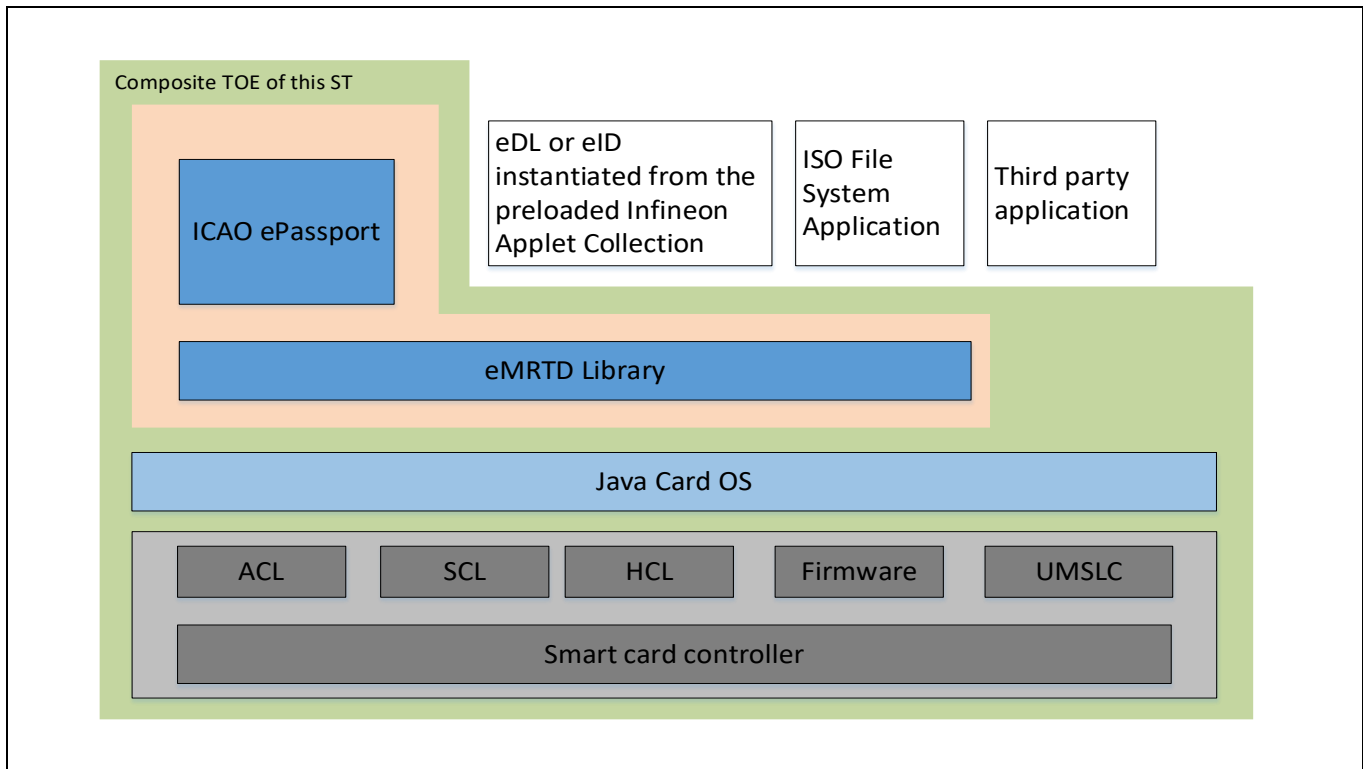 Composite TOE of this ST
ICAO ePassport
eDL or eID
instantiated from the
preloaded Infineon
Applet Collection
ISO File
System
Application
Third party
application
eMRTD Library
Java Card OS
ACL
SCL
HCL
Firmware
UMSLC
Smart card controller